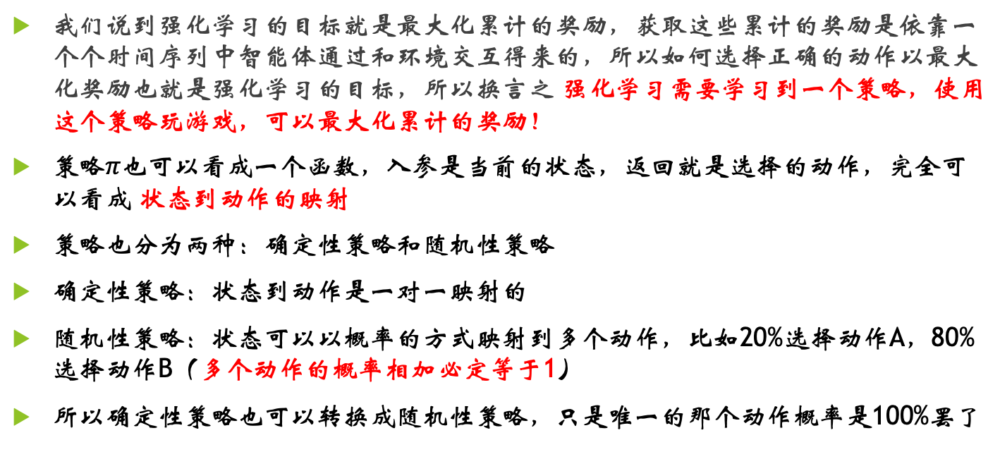 我们说到强化学习的目标就是最大化累计的奖励，获取这些累计的奖励是依靠一
个个时间序列中智能体通过和环境交互得来的，所以如何选择正确的动作以最大
化奖励也就是强化学习的目标，所以换言之 强化学习需要学习到一个策略，使用
这个策略玩游戏，可以最大化累计的奖励！
策略π也可以看成一个函数，入参是当前的状态，返回就是选择的动作，完全可
以看成 状态到动作的映射
策略也分为两种：确定性策略和随机性策略
确定性策略：状态到动作是一对一映射的
随机性策略：状态可以以概率的方式映射到多个动作，比如20%选择动作A，80%
选择动作B（多个动作的概率相加必定等于1）
所以确定性策略也可以转换成随机性策略，只是唯一的那个动作概率是100%罢了